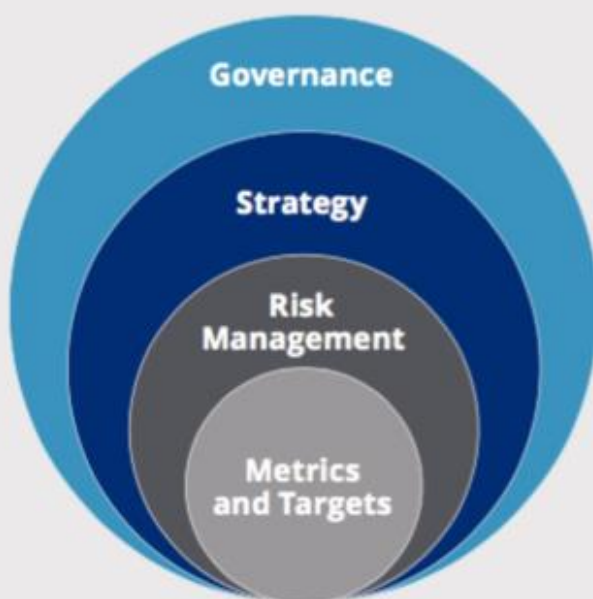 Governance
Strategy
Risk
Management
Metrics
and Targets